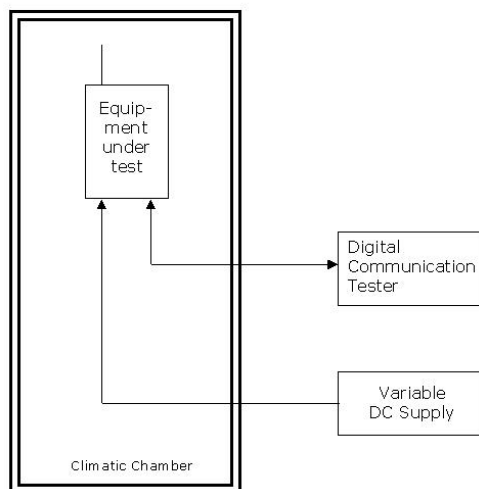 Equip-
ment
under
test
Digital
Communication
Tester
Variable
DC Supply
Climatic Chamber